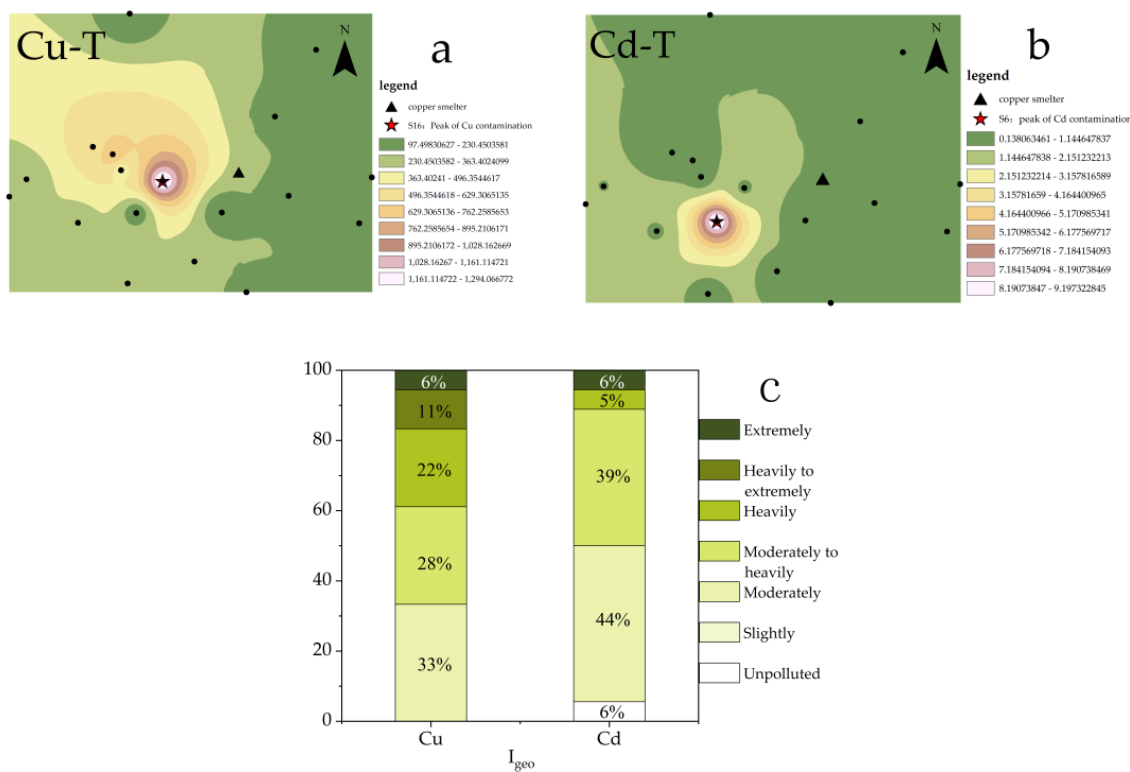 Cu-T
a
N
legend
copper smelter
S16：Peak of Cu contamination
97.49830627 - 230.4503581
230.4503582 - 363.4024099
363.40241 - 496.3544617
496.3544618 - 629.3065135
629.3065136 - 762.2585653
762.2585654 - 895.2106171
895.2106172 - 1,028.162669
1,028.16267 - 1,161.114721
1,161.114722 - 1,294.066772
Cd-T
b
N
legend
copper smelter
S6：peak of Cd contamination
0.138063461 - 1.144647837
1.144647838 - 2.151232213
2.151232214 - 3.157816589
3.15781659 - 4.164400965
4.164400966 - 5.170985341
5.170985342 - 6.177569717
6.177569718 - 7.184154093
7.184154094 - 8.190738469
8.19073847 - 9.197322845
c
100
80
60
40
20
0
6%
11%
22%
28%
33%
6%
5%
39%
44%
6%
Cu
Cd
Igeo
Extremely
Heavily to
extremely
Heavily
Moderately to
heavily
Moderately
Slightly
Unpolluted